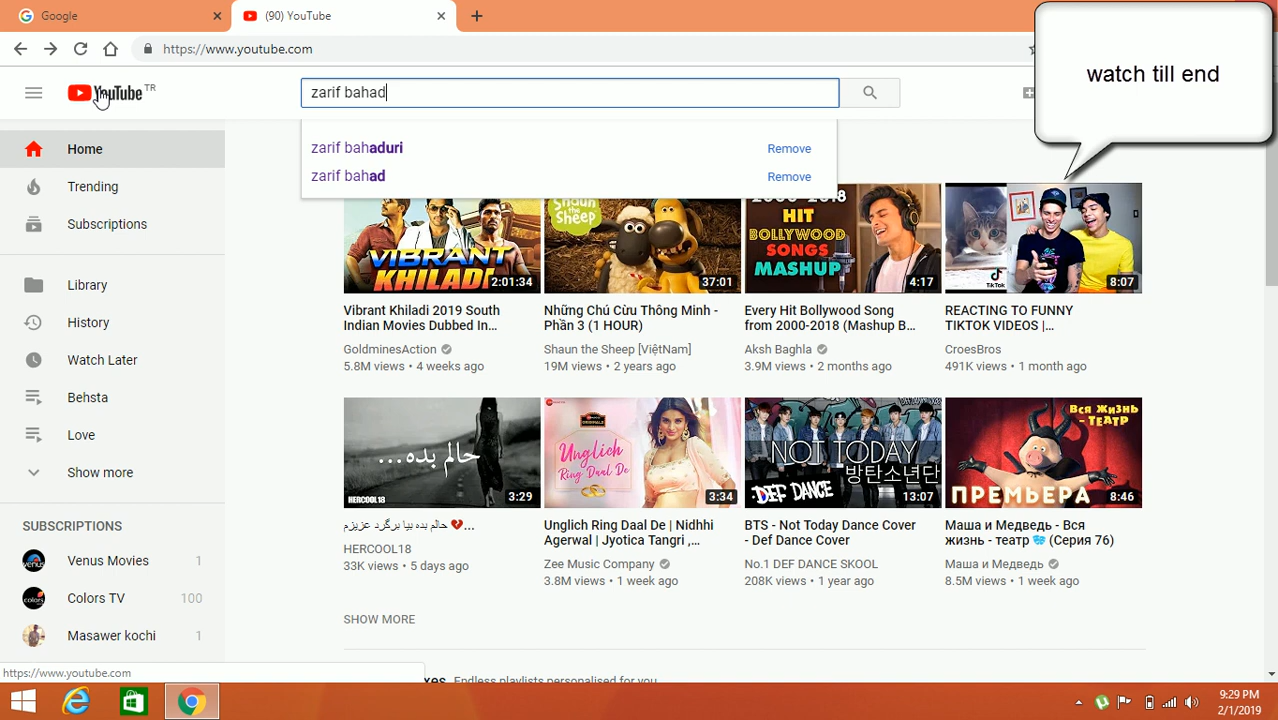 Google
(90) YouTube
https://www.youtube.com
watch till end
YouTube TR
zarif bahad
zarif bahaduri Remove
zarif bahad Remove
Home
Trending
Subscriptions
Library
History
Watch Later
Behsta
Love
Show more
SUBSCRIPTIONS
Venus Movies 1
Colors TV 100
Masawer kochi 1
VIBRANT
KHILADI
2:01:34
Vibrant Khiladi 2019 South
Indian Movies Dubbed In...
GoldminesAction
5.8M views • 4 weeks ago
Shaun
the Sheep
37:01
Những Chú Cừu Thông Minh -
Phần 3 (1 HOUR)
Shaun the Sheep [ViệtNam]
19M views • 2 years ago
2000-2018
HIT
BOLLYWOOD
SONGS
MASHUP
4:17
Every Hit Bollywood Song
from 2000-2018 (Mashup B...
Aksh Baghla
3.9M views • 2 months ago
TikTok
8:07
REACTING TO FUNNY
TIKTOK VIDEOS |...
CroesBros
491K views • 1 month ago
حالم بده...
HERCOOL18
3:29
حالم بده بیا برگرد عزیزم 💔...
HERCOOL18
33K views • 5 days ago
Unglich
Ring Daal De
3:34
Unglich Ring Daal De | Nidhhi
Agerwal | Jyotica Tangri ,...
Zee Music Company
3.8M views • 1 week ago
NOT TODAY
방탄소년단
DEF DANCE
13:07
BTS - Not Today Dance Cover
- Def Dance Cover
No.1 DEF DANCE SKOOL
208K views • 1 year ago
Вся Жизнь
- ТЕАТР
ПРЕМЬЕРА
8:46
Маша и Медведь - Вся
жизнь - театр 🎭 (Серия 76)
Маша и Медведь
8.5M views • 1 week ago
SHOW MORE
Endless playlists personalised for you
https://www.youtube.com
9:29 PM
2/1/2019